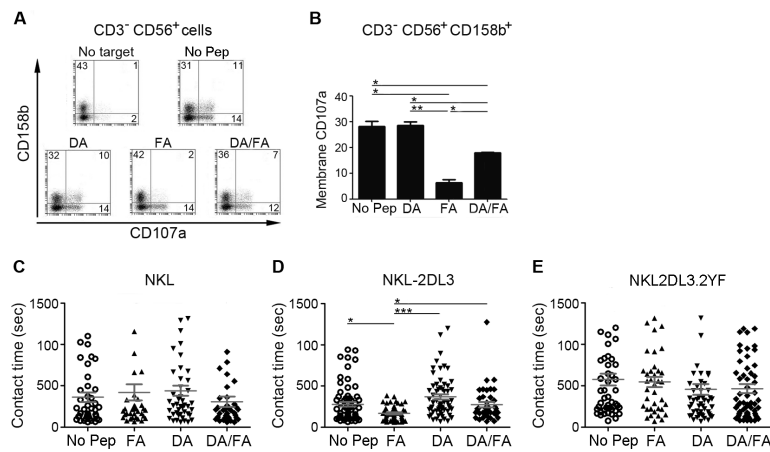 A
CD3⁻ CD56⁺ cells
No target
No Pep
43 1
2
31 11
14
DA
FA
DA/FA
32 10
14
42 2
14
36 7
12
CD158b
CD107a
B
CD3⁻ CD56⁺ CD158b⁺
Membrane CD107a
40
30
20
10
0
*
*
*
** *
No Pep DA FA DA/FA
C
NKL
Contact time (sec)
1500
1000
500
0
No Pep FA DA DA/FA
D
NKL-2DL3
Contact time (sec)
1500
1000
500
0
*
* ***
No Pep FA DA DA/FA
E
NKL2DL3.2YF
Contact time (sec)
1500
1000
500
0
No Pep FA DA DA/FA